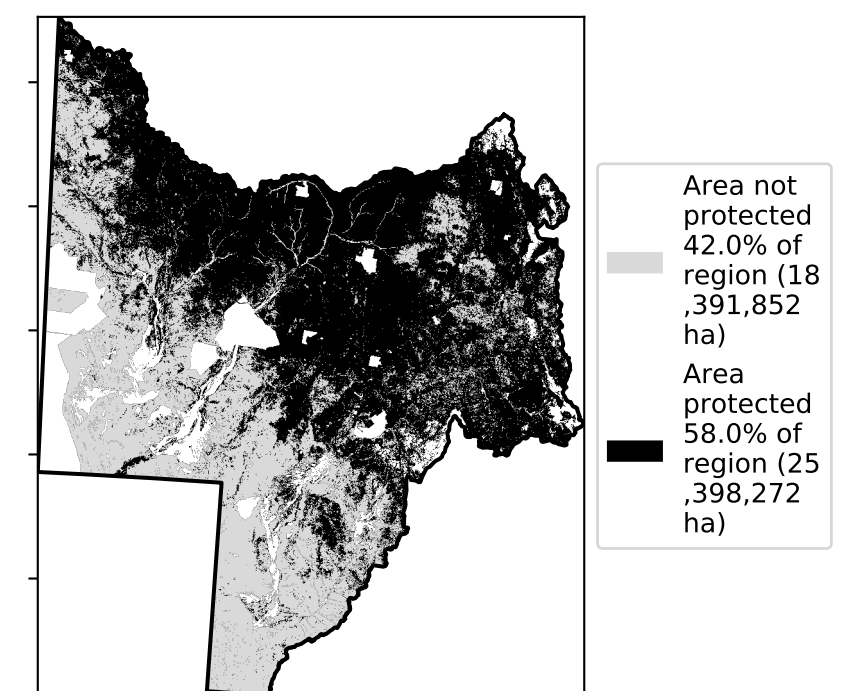 Area not
protected
42.0% of
region (18
,391,852
ha)
Area
protected
58.0% of
region (25
,398,272
ha)